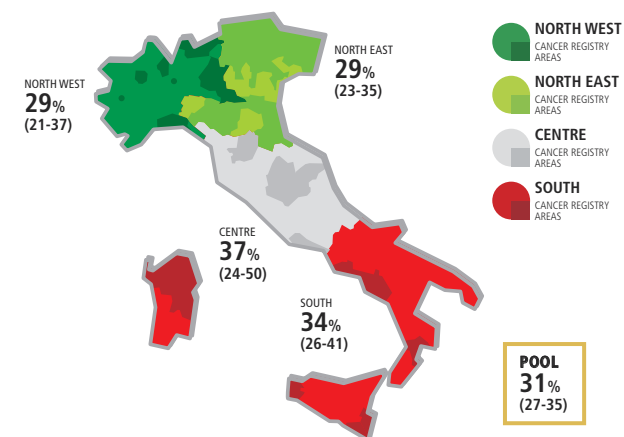 NORTH WEST
29%
(21-37)
NORTH EAST
29%
(23-35)
CENTRE
37%
(24-50)
SOUTH
34%
(26-41)
NORTH WEST
CANCER REGISTRY
AREAS
NORTH EAST
CANCER REGISTRY
AREAS
CENTRE
CANCER REGISTRY
AREAS
SOUTH
CANCER REGISTRY
AREAS
POOL
31%
(27-35)